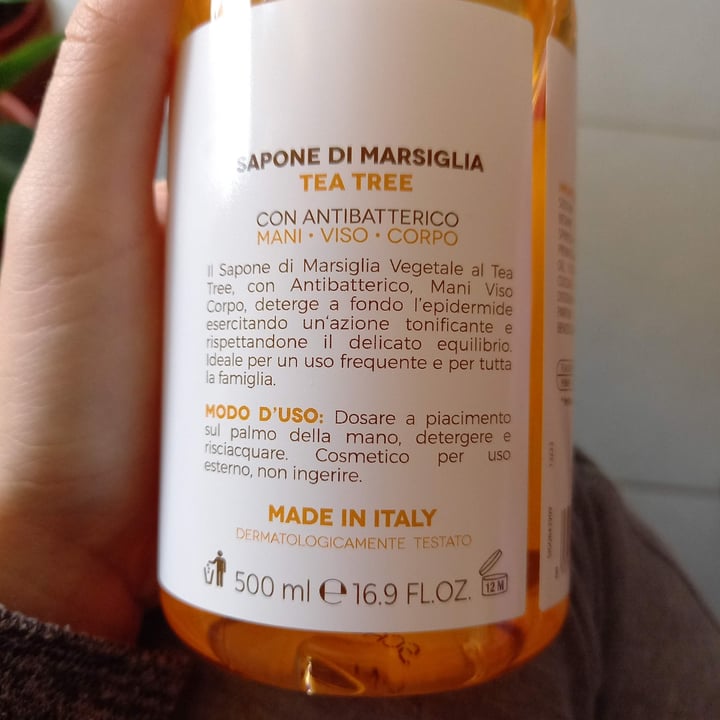 SAPONE DI MARSIGLIA
TEA TREE
CON ANTIBATTERICO
MANI • VISO • CORPO
Il Sapone di Marsiglia Vegetale al Tea
Tree, con Antibatterico, Mani Viso
Corpo, deterge a fondo l'epidermide
esercitando un'azione tonificante e
rispettandone il delicato equilibrio.
Ideale per un uso frequente e per tutta
la famiglia.
MODO D'USO: Dosare a piacimento
sul palmo della mano, detergere e
risciacquare. Cosmetico per uso
esterno, non ingerire.
MADE IN ITALY
DERMATOLOGICAMENTE TESTATO
500 ml e 16.9 FL.OZ. 12 M